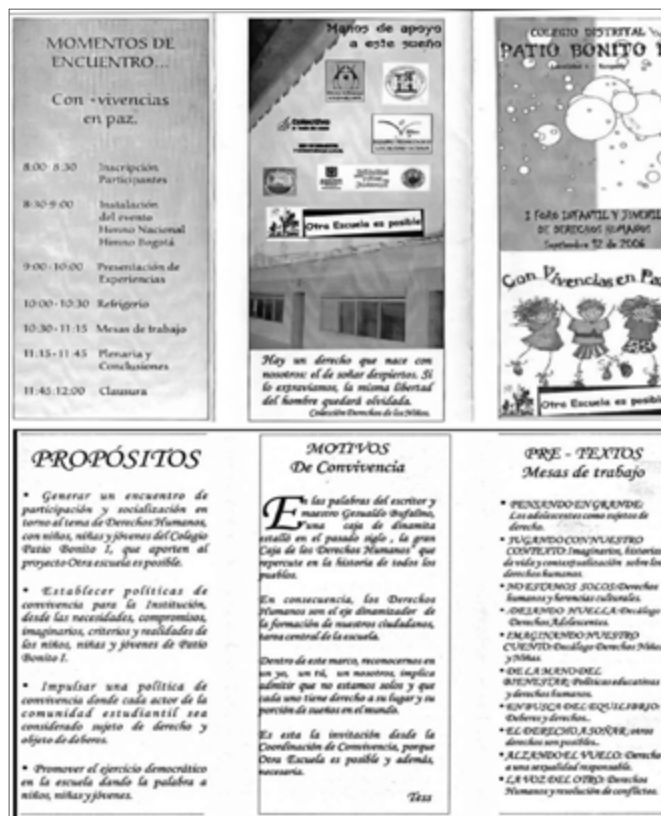 MOMENTOS DE
ENCUENTRO...
Con-vivencias
en paz.
8:00-8:30 Inscripción
Participantes
8:30-9:00 Instalación
del evento
Himno Nacional
Himno Bogotá
9:00-10:00 Presentación de
Experiencias
10:00-10:30 Refrigerio
10:30-11:15 Mesas de trabajo
11:15-11:45 Plenaria y
Conclusiones
11:45:12:00 Clausura
Manos de apoyo
a este sueño
Colectivo
Otra Escuela es posible
Hay un derecho que nace con
nosotros: el de soñar despiertos. Si
lo extraviamos, la misma libertad
del hombre quedará olvidada.
Colección Derechos de los Niños.
COLEGIO DISTRITAL
PATIO BONITO
I FORO INFANTIL Y JUVENIL
DE DERECHOS HUMANOS
Septiembre 12 de 2006
Con Vivencias en Paz
Otra Escuela es posible
PROPÓSITOS
• Generar un encuentro de
participación y socialización en
torno al tema de Derechos Humanos,
con niños, niñas y jóvenes del Colegio
Patio Bonito I, que aporten al
proyecto Otra escuela es posible.
• Establecer políticas de
convivencia para la Institución,
desde las necesidades, compromisos,
imaginarios, criterios y realidades de
los niños, niñas y jóvenes de Patio
Bonito I.
• Impulsar una política de
convivencia donde cada actor de la
comunidad estudiantil sea
considerado sujeto de derecho y
objeto de deberes.
• Promover el ejercicio democrático
en la escuela dando la palabra a
niños, niñas y jóvenes.
MOTIVOS
De Convivencia
En las palabras del escritor y
maestro Gesualdo Bufalino,
"una caja de dinamita
estalló en el pasado siglo, la gran
Caja de los Derechos Humanos" que
repercute en la historia de todos los
pueblos.
En consecuencia, los Derechos
Humanos son el eje dinamizador de
la formación de nuestros ciudadanos,
tarea central de la escuela.
Dentro de este marco, reconocernos en
un yo, un tú, un nosotros, implica
admitir que no estamos solos y que
cada uno tiene derecho a su lugar y su
porción de sueños en el mundo.
Es esta la invitación desde la
Coordinación de Convivencia, porque
Otra Escuela es posible y además,
necesaria.
Tess
PRE - TEXTOS
Mesas de trabajo
• PENSANDO EN GRANDE:
Los adolescentes como sujetos de
derecho.
• JUGANDO CON NUESTRO
CONTEXTO: Imaginarios, historias
de vida y contextualización sobre los
derechos humanos.
• NO ESTAMOS SOLOS: Derechos
humanos y herencias culturales.
• DEJANDO HUELLA: Decálogo
Derechos Adolescentes.
• IMAGINANDO NUESTRO
CUENTO: Decálogo Derechos Niños
y Niñas.
• DE LA MANO DEL
BIENESTAR: Políticas educativas
y derechos humanos.
• EN BUSCA DEL EQUILIBRIO:
Deberes y derechos.
• EL DERECHO A SOÑAR: otros
derechos son posibles.
• ALZANDO EL VUELO: Derecho
a una sexualidad responsable.
• LA VOZ DEL OTRO: Derechos
Humanos y resolución de conflictos.